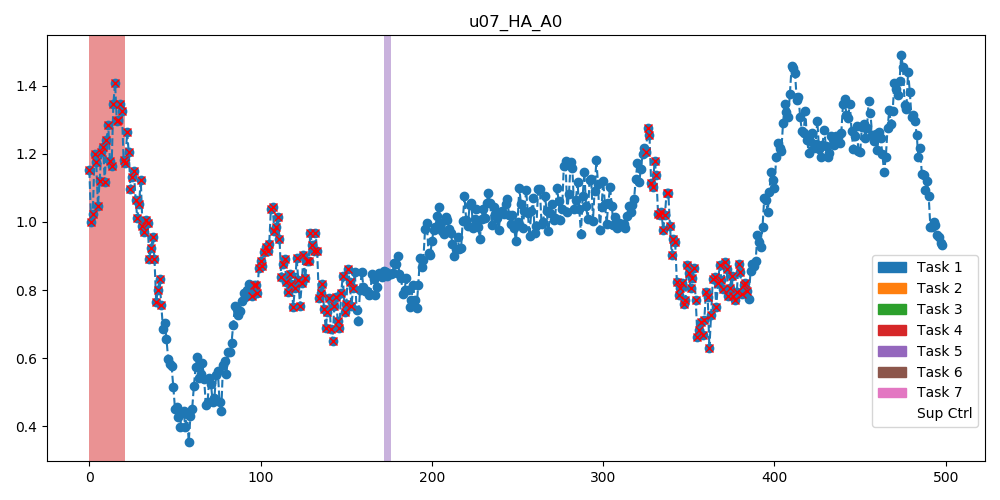 u07_HA_A0
1.4
1.2
1.0
0.8
0.6
0.4
0 100 200 300 400 500
Task 1
Task 2
Task 3
Task 4
Task 5
Task 6
Task 7
Sup Ctrl